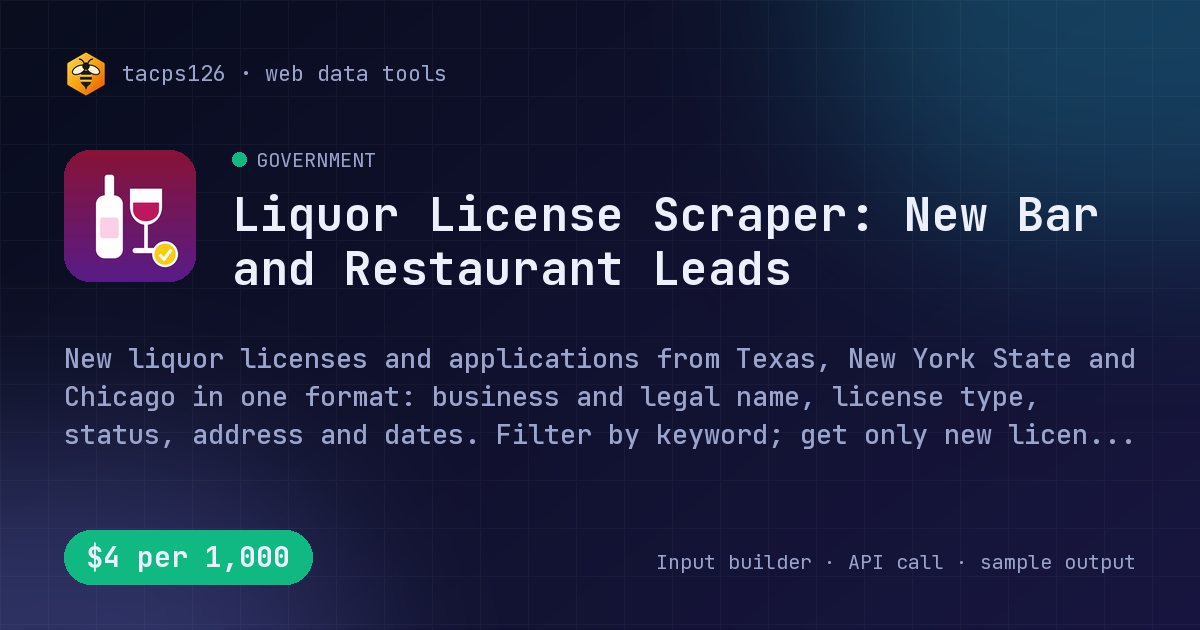 tacps126 · web data tools
GOVERNMENT
Liquor License Scraper: New Bar
and Restaurant Leads
New liquor licenses and applications from Texas, New York State and
Chicago in one format: business and legal name, license type,
status, address and dates. Filter by keyword; get only new licen...
$4 per 1,000
Input builder · API call · sample output